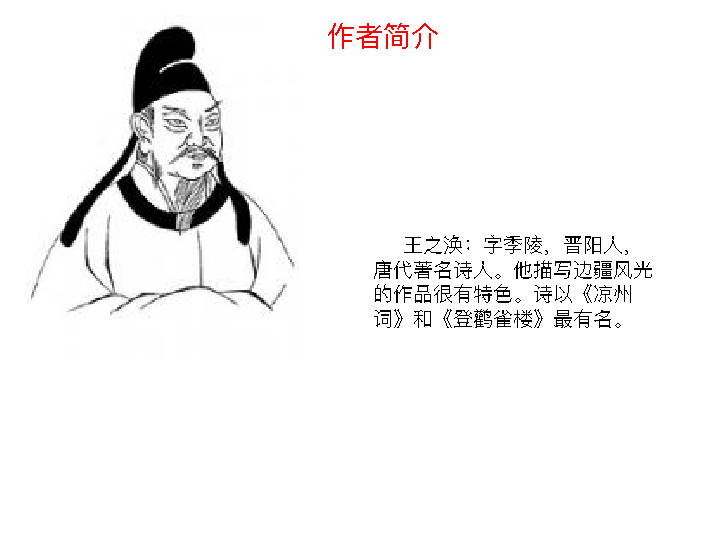 作者简介
王之涣：字季陵，晋阳人，
唐代著名诗人。他描写边疆风光
的作品很有特色。诗以《凉州
词》和《登鹳雀楼》最有名。